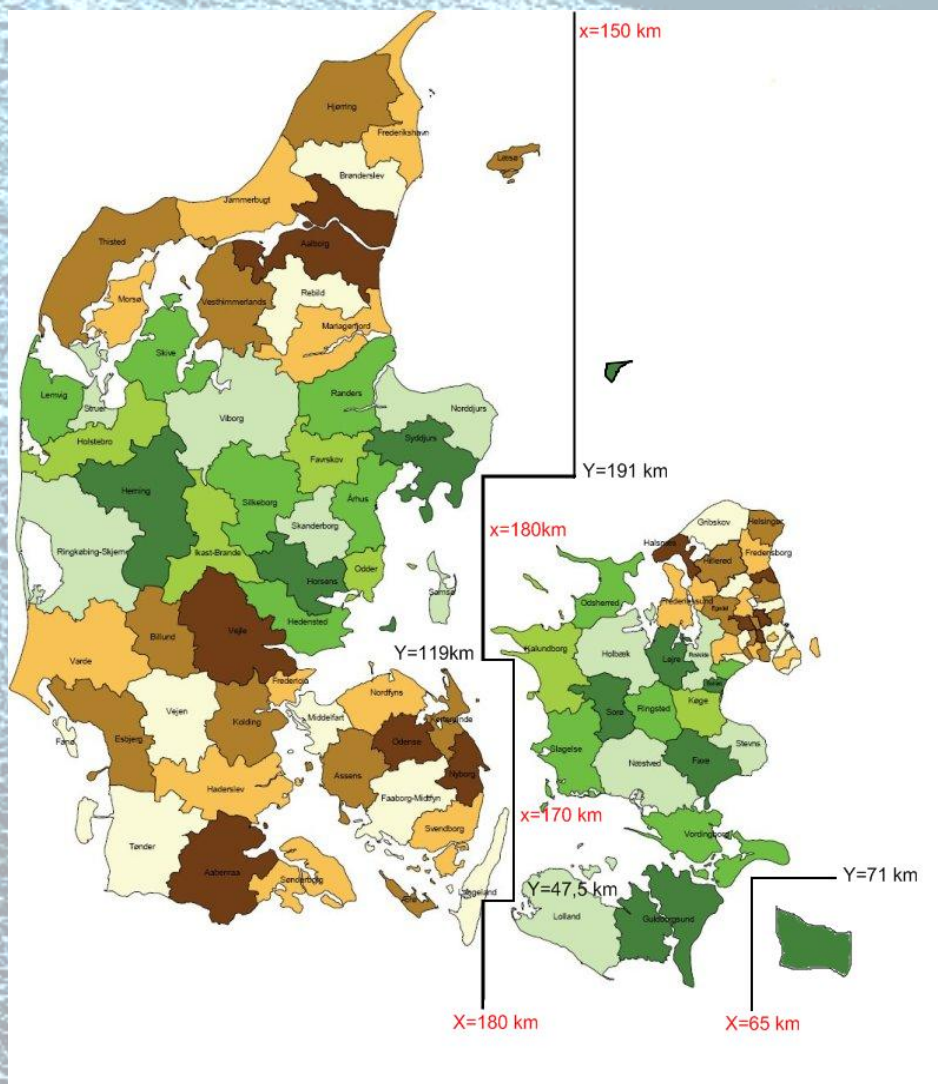 x=150 km
Hjørring
Frederikshavn
Læsø
Brønderslev
Jammerbugt
Thisted
Aalborg
Rebild
Morsø
Vesthimmerlands
Mariagerfjord
Skive
Lemvig
Struer
Randers
Norddjurs
Viborg
Holstebro
Syddjurs
Favrskov
Y=191 km
Herning
Silkeborg
Århus
Skanderborg
Gribskov
Helsingør
x=180km
Halsnæs
Ringkøbing-Skjern
Ikast-Brande
Fredensborg
Hillerød
Odder
Horsens
Samsø
Odsherred
Frederikssund
Hedensted
Billund
Vejle
Kalundborg
Holbæk
Lejre
Y=119km
Varde
Fredericia
Nordfyns
Køge
Vejen
Kolding
Middelfart
Kerteminde
Sorø
Ringsted
Fanø
Esbjerg
Odense
Slagelse
Stevns
Assens
Nyborg
Næstved
Faxe
Haderslev
Faaborg-Midtfyn
x=170 km
Svendborg
Vordingborg
Tønder
Aabenraa
Sønderborg
Langeland
Y=47,5 km
Y=71 km
Lolland
Guldborgsund
X=180 km
X=65 km